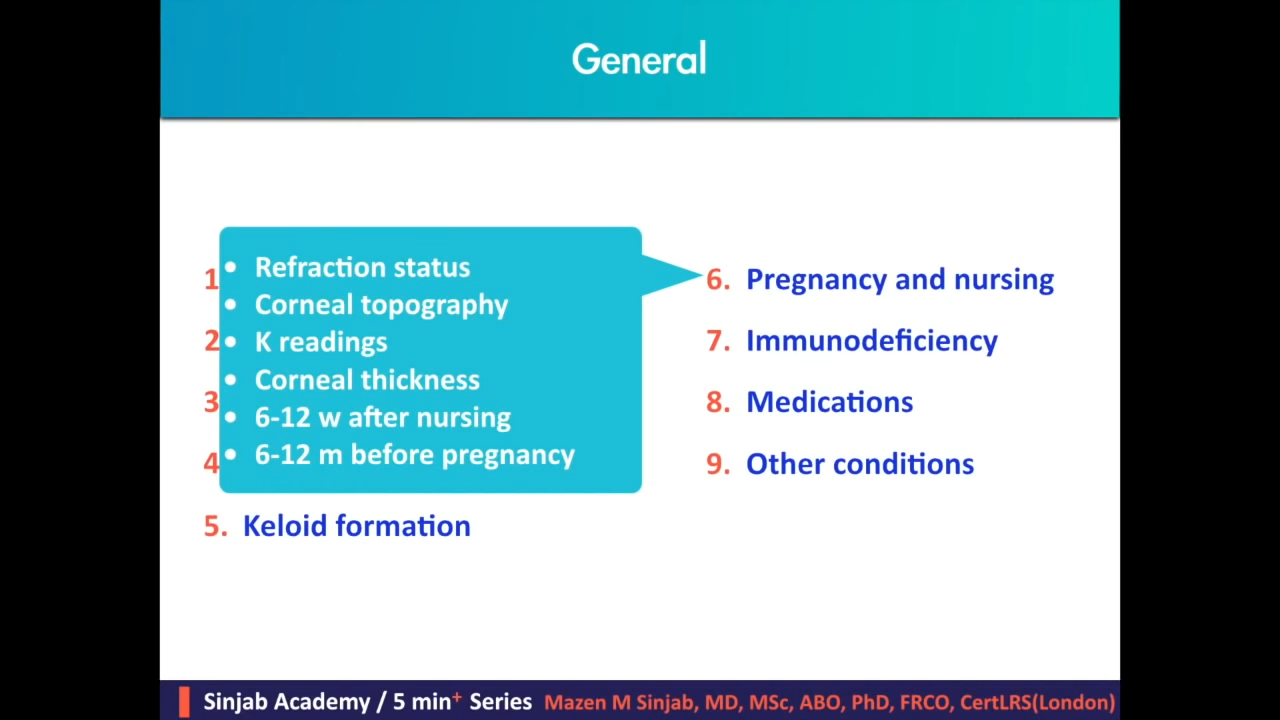 General
1
2
3
4
• Refraction status
• Corneal topography
• K readings
• Corneal thickness
• 6-12 w after nursing
• 6-12 m before pregnancy
5. Keloid formation
6. Pregnancy and nursing
7. Immunodeficiency
8. Medications
9. Other conditions
Sinjab Academy / 5 min+ Series Mazen M Sinjab, MD, MSc, ABO, PhD, FRCO, CertLRS(London)